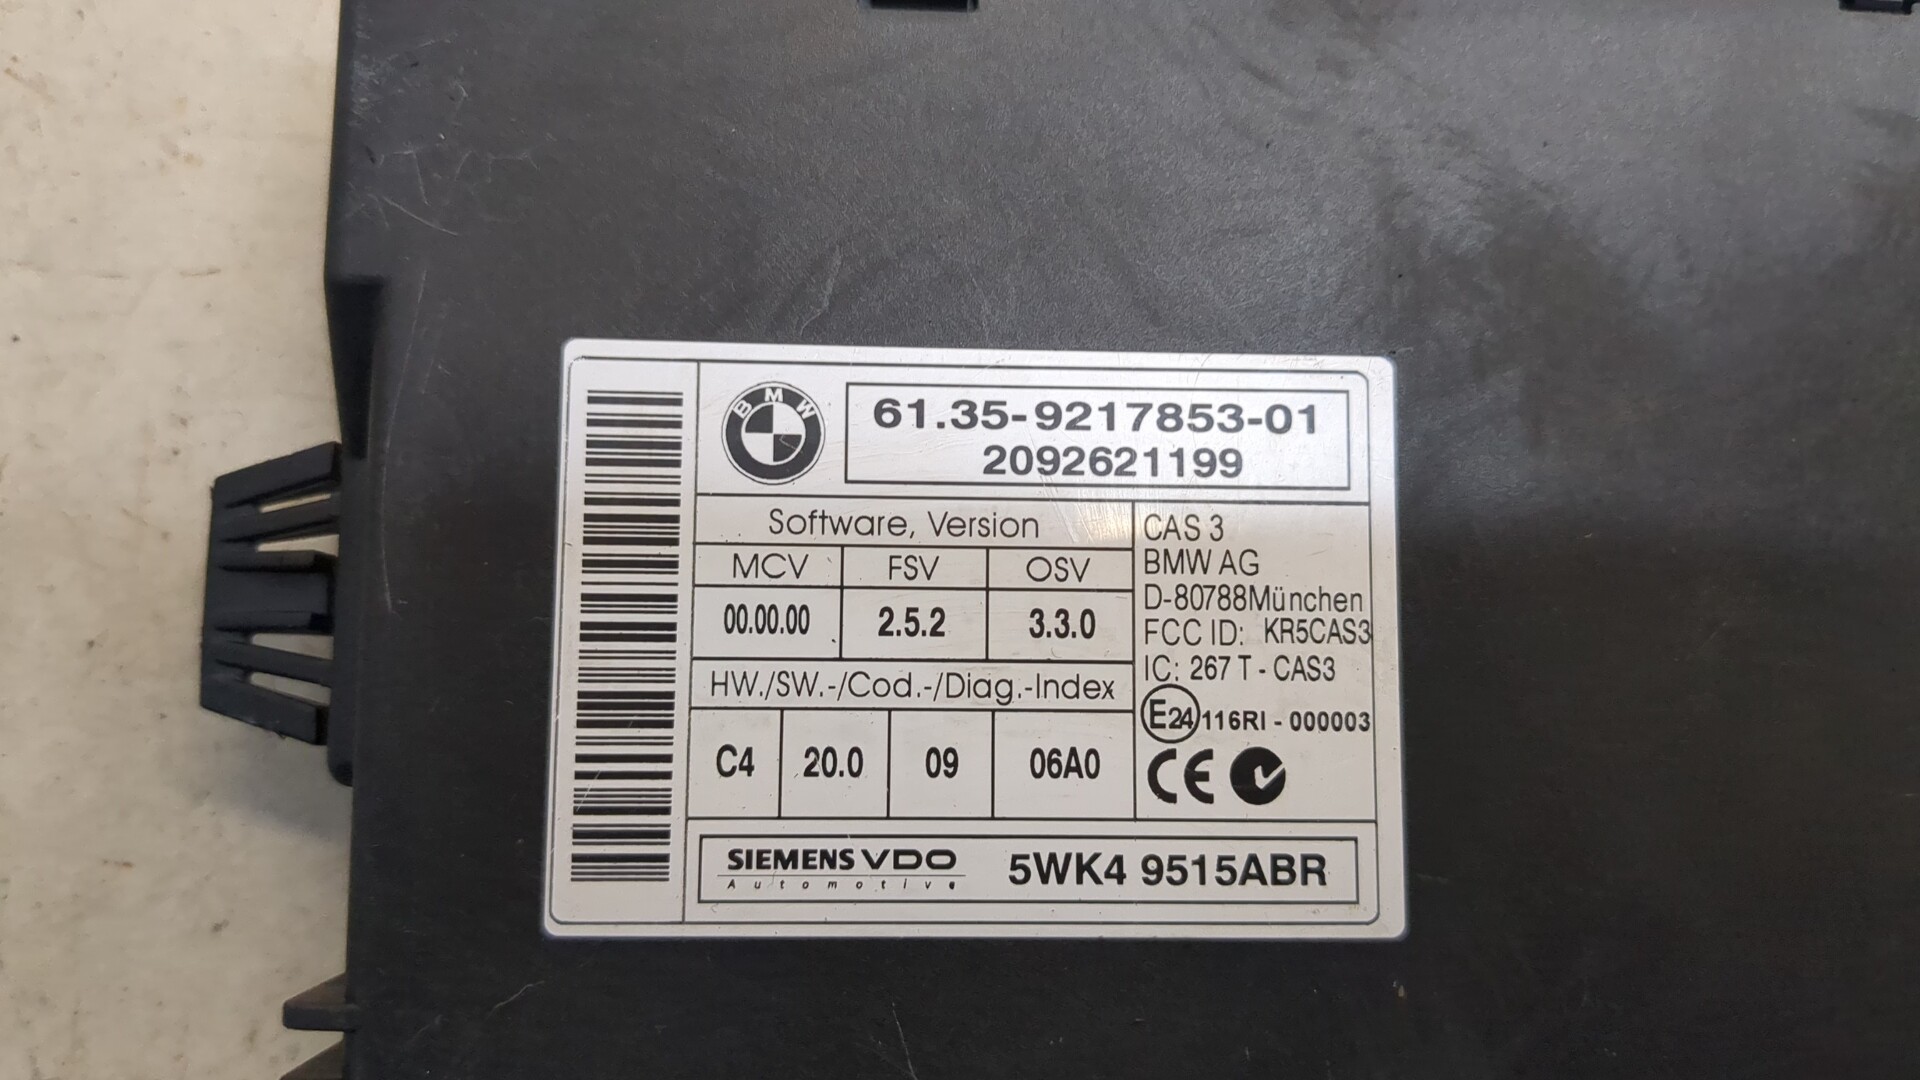 BMW
61.35-9217853-01
2092621199
Software, Version
MCV FSV OSV
00.00.00 2.5.2 3.3.0
HW./SW.-/Cod.-/Diag.-Index
C4 20.0 09 06A0
CAS 3
BMW AG
D-80788München
FCC ID: KR5CAS3
IC: 267 T - CAS3
E24 116RI - 000003
CE
SIEMENS VDO
Automotive
5WK4 9515ABR